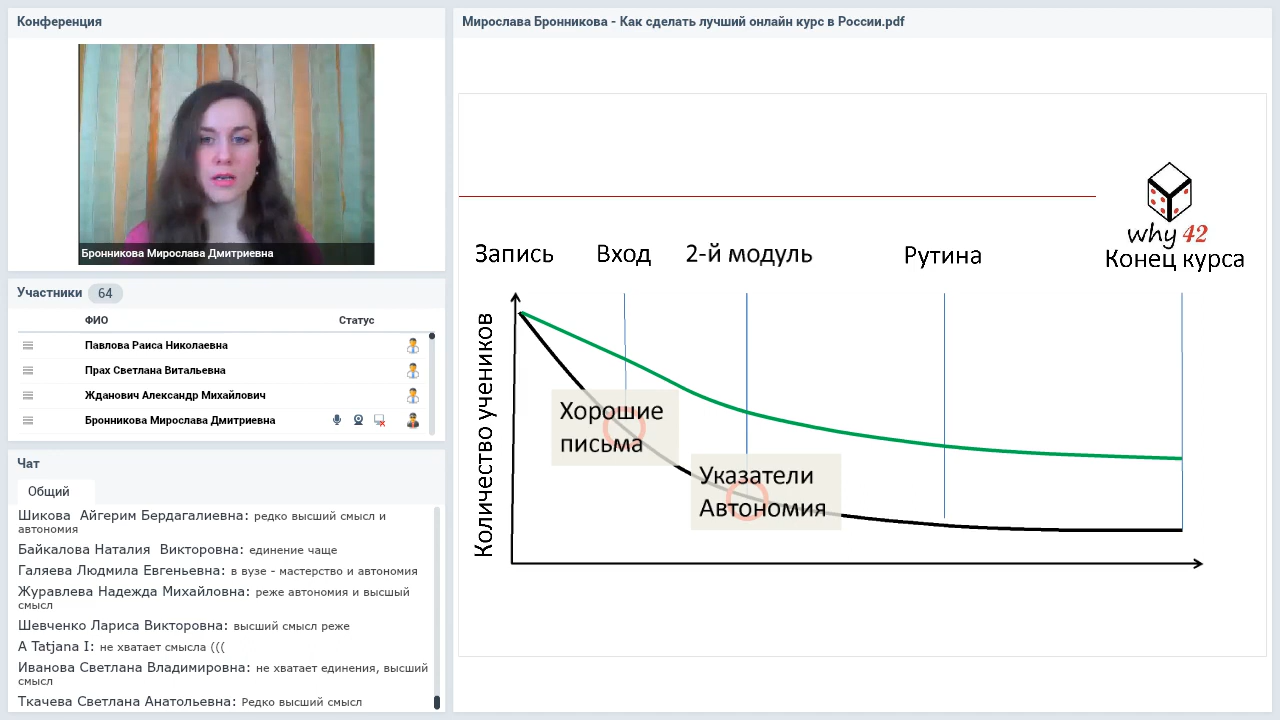 Конференция
Бронникова Мирослава Дмитриевна
Участники 64
ФИО Статус
Павлова Раиса Николаевна
Прах Светлана Витальевна
Жданович Александр Михайлович
Бронникова Мирослава Дмитриевна
Чат
Общий
Шикова Айгерим Бердагалиевна: редко высший смысл и
автономия
Байкалова Наталия Викторовна: единение чаще
Галяева Людмила Евгеньевна: в вузе - мастерство и автономия
Журавлева Надежда Михайловна: реже автономия и высшый
смысл
Шевченко Лариса Викторовна: высший смысл реже
A Tatjana I: не хватает смысла (((
Иванова Светлана Владимировна: не хватает единения, высший
смысл
Ткачева Светлана Анатольевна: Редко высший смысл
Мирослава Бронникова - Как сделать лучший онлайн курс в России.pdf
why 42
Запись Вход 2-й модуль Рутина Конец курса
Количество учеников
Хорошие
письма
Указатели
Автономия